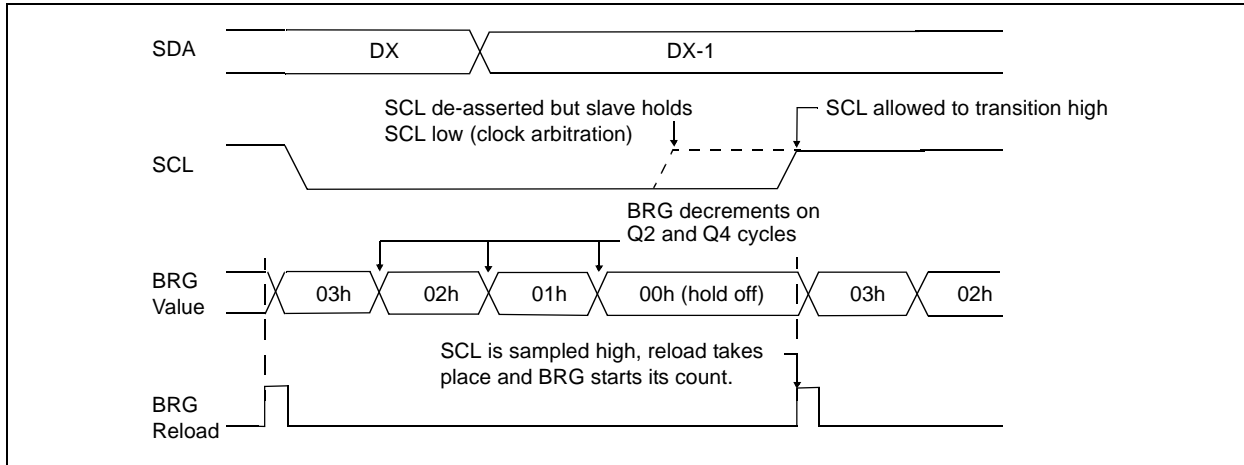 SDA
DX
DX-1
SCL de-asserted but slave holds
SCL low (clock arbitration)
SCL allowed to transition high
SCL
BRG decrements on
Q2 and Q4 cycles
BRG
Value
03h
02h
01h
00h (hold off)
03h
02h
SCL is sampled high, reload takes
place and BRG starts its count.
BRG
Reload